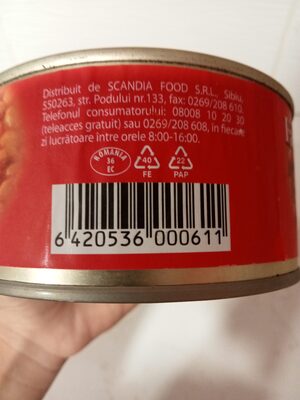 Distribuit de SCANDIA FOOD S.R.L., Sibiu,
550263, str. Podului nr.133, fax: 0269/208 610.
Telefonul consumatorului: 08008 10 20 30
(teleacces gratuit) sau 0269/208 608, în fiecare
zi lucrătoare între orele 8:00-16:00.
ROMANIA
36
EC
40
FE
22
PAP
6 420536 000611